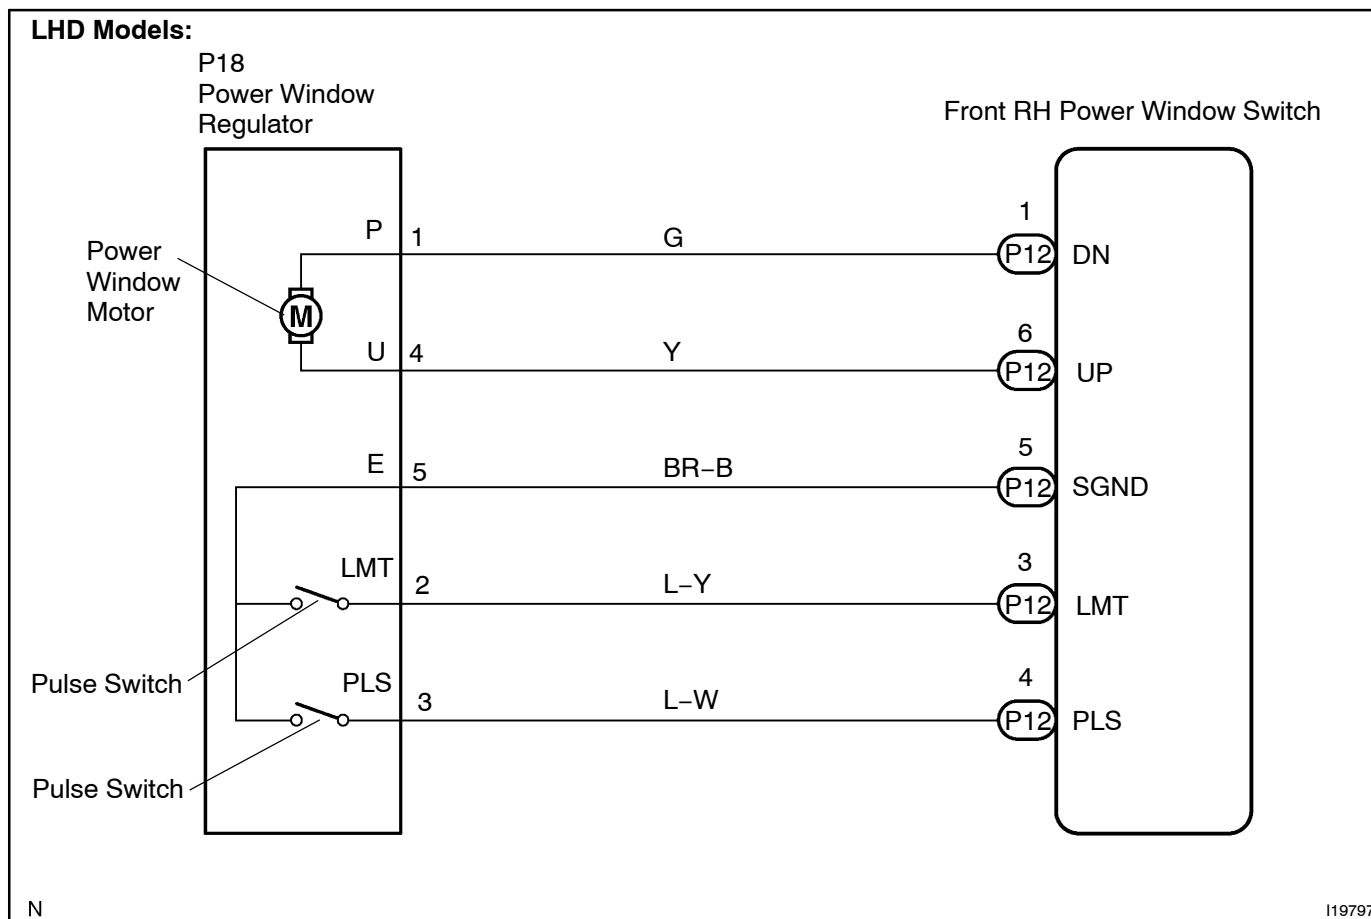 LHD Models:
P18
Power Window
Regulator
Front RH Power Window Switch
Power
Window
Motor
M
P
1
G
1
P12
DN
U
4
Y
6
P12
UP
E
5
BR–B
5
P12
SGND
LMT
2
L–Y
3
P12
LMT
Pulse Switch
PLS
3
L–W
4
P12
PLS
Pulse Switch
N
I19797